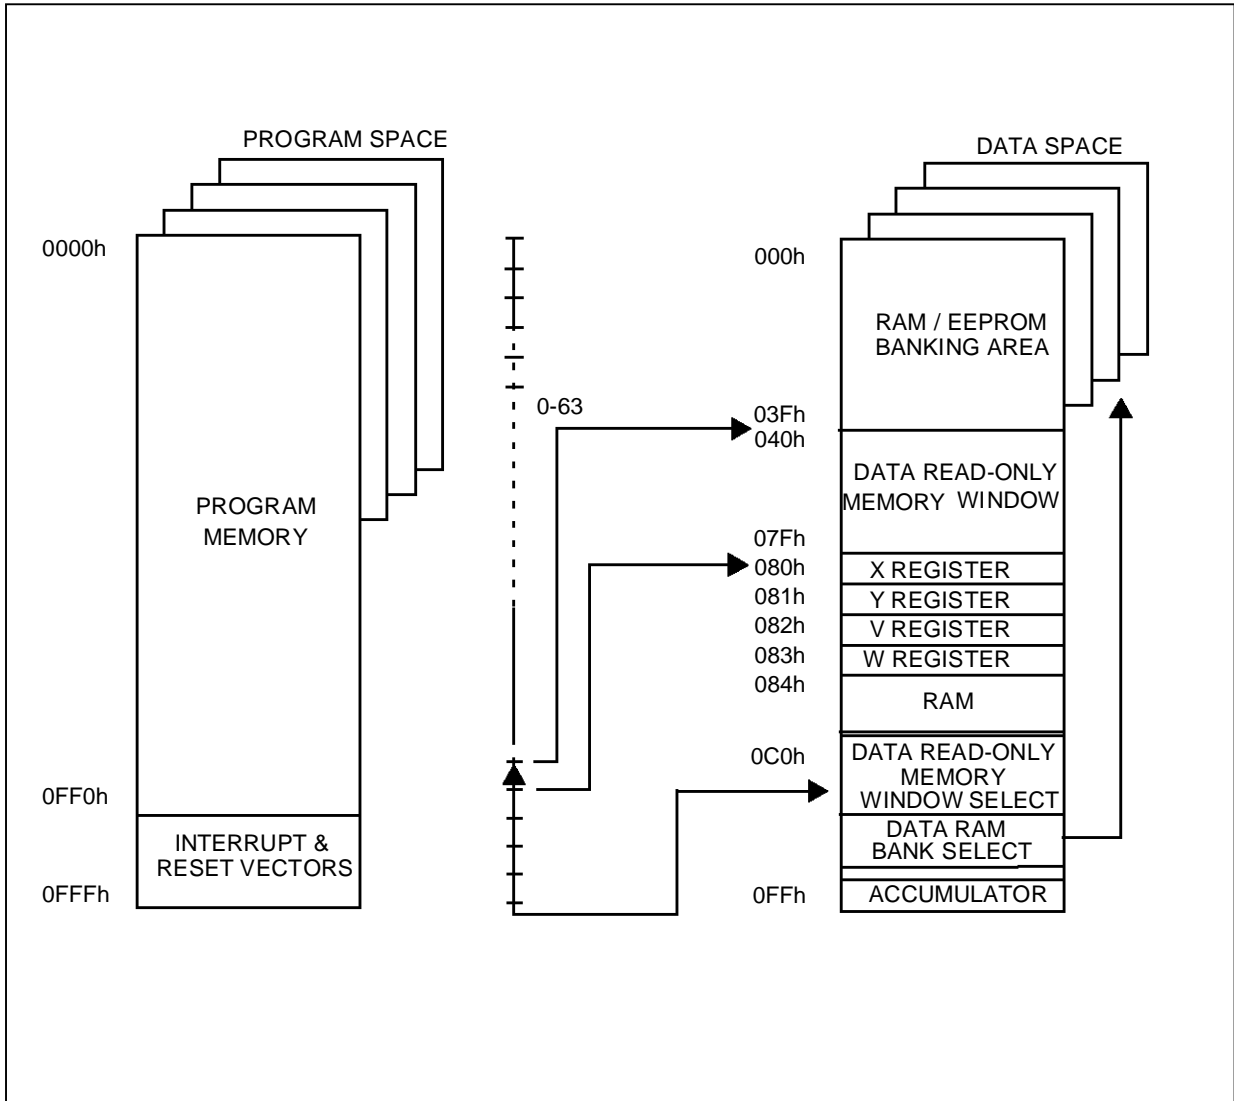 PROGRAM SPACE
0000h
PROGRAM
MEMORY
0FF0h
INTERRUPT &
RESET VECTORS
0FFFh
0-63
DATA SPACE
000h
RAM / EEPROM
BANKING AREA
03Fh
040h
DATA READ-ONLY
MEMORY WINDOW
07Fh
080h
X REGISTER
081h
Y REGISTER
082h
V REGISTER
083h
W REGISTER
084h
RAM
0C0h
DATA READ-ONLY
MEMORY
WINDOW SELECT
DATA RAM
BANK SELECT
0FFh
ACCUMULATOR